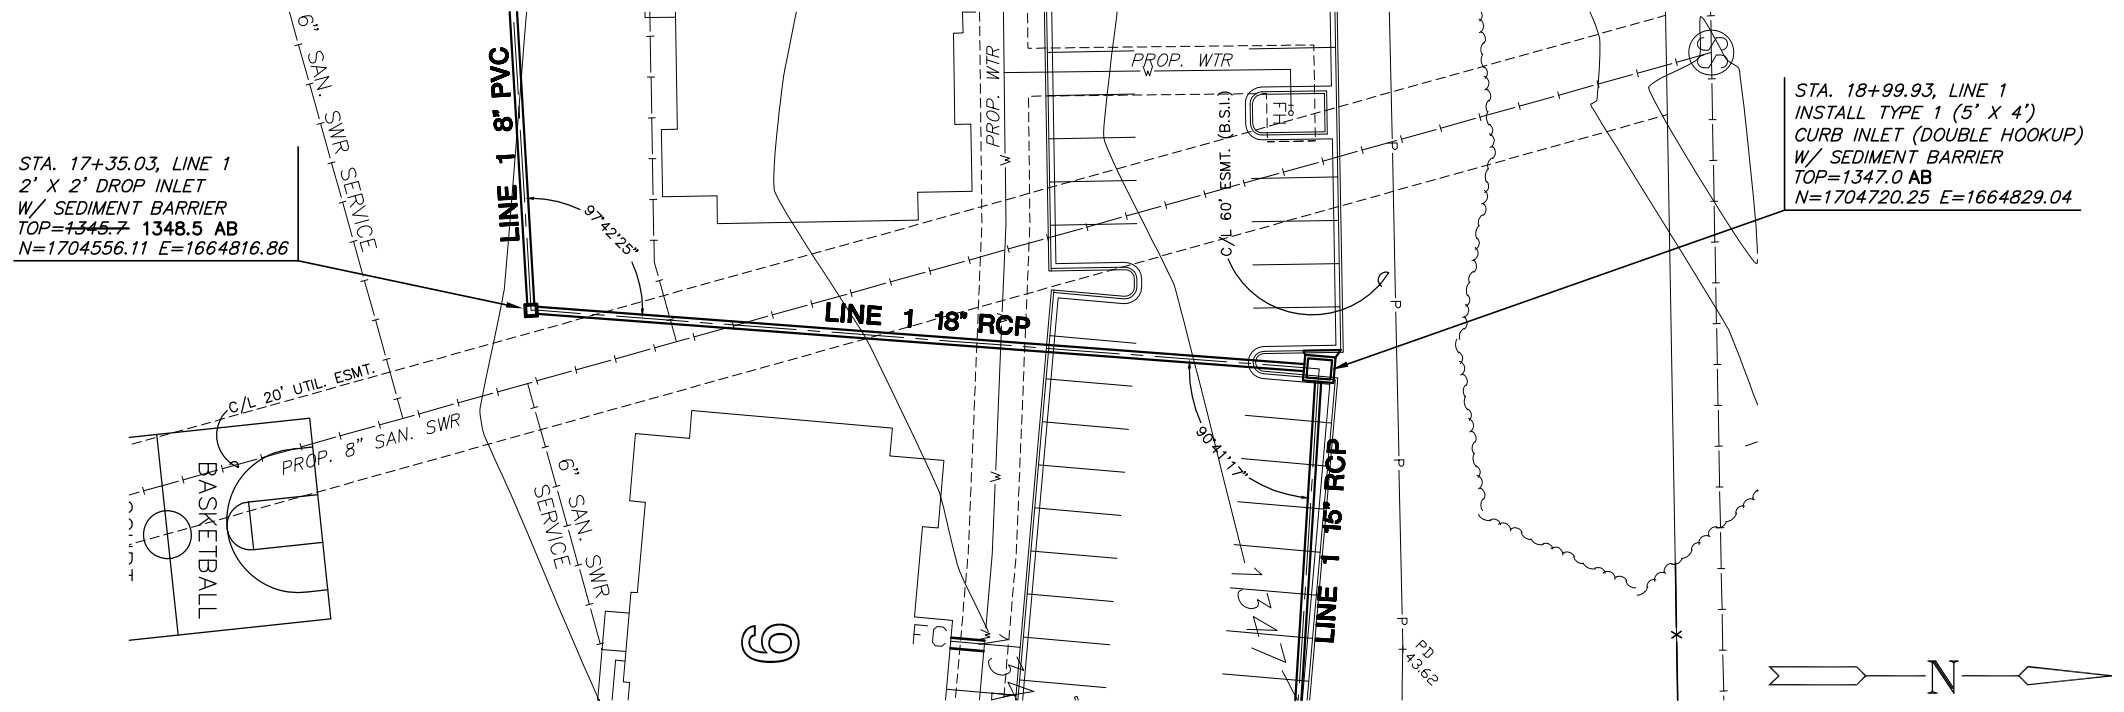 6" SAN. SWR SERVICE
LINE 1 8" PVC
PROP. WTR
PROP. WTR
W
W
FH
C/L 60' ESMT. (B.S.I.)
P
STA. 18+99.93, LINE 1
INSTALL TYPE 1 (5' X 4')
CURB INLET (DOUBLE HOOKUP)
W/ SEDIMENT BARRIER
TOP=1347.0 AB
N=1704720.25 E=1664829.04
STA. 17+35.03, LINE 1
2' X 2' DROP INLET
W/ SEDIMENT BARRIER
TOP=1345.7 1348.5 AB
N=1704556.11 E=1664816.86
97°42'25"
LINE 1 18" RCP
P
C/L 20' UTIL. ESMT.
PROP. 8" SAN. SWR
BASKETBALL
6" SAN. SWR
SERVICE
W
90°41'17"
LINE 1 15" RCP
P
1347
P
PD
43.62
6
FC
W
X
N